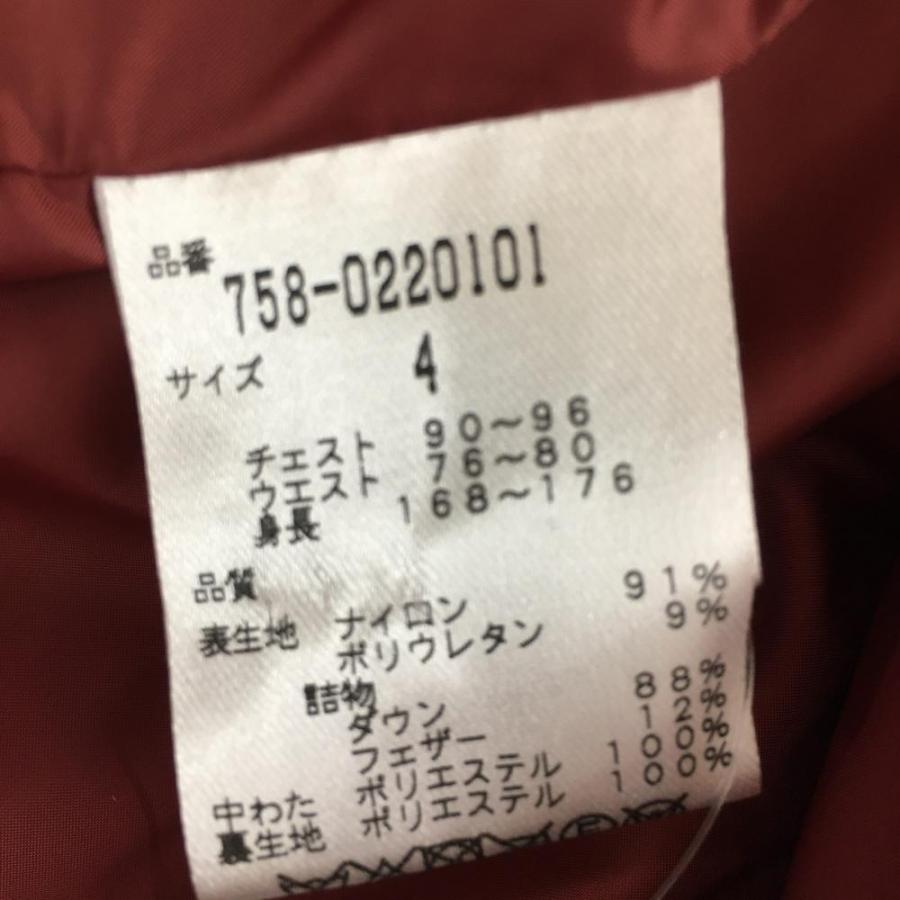 品番 758-0220101
サイズ 4
チェスト 90~96
ウエスト 76~80
身長 168~176
品質
表生地 ナイロン 91%
ポリウレタン 9%
詰物
ダウン 88%
フェザー 12%
中わた ポリエステル 100%
裏生地 ポリエステル 100%